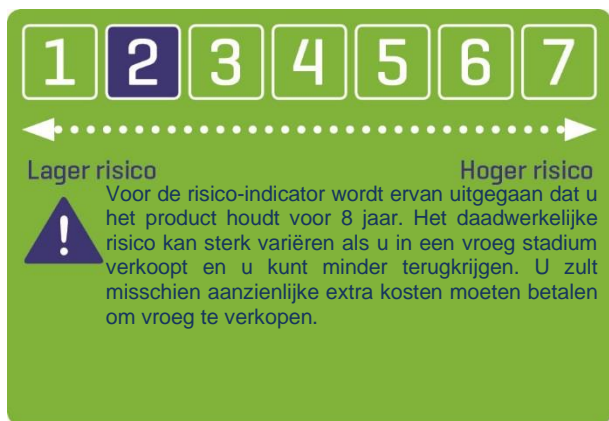 1 2 3 4 5 6 7
Lager risico Hoger risico
Voor de risico-indicator wordt ervan uitgegaan dat u
het product houdt voor 8 jaar. Het daadwerkelijke
risico kan sterk variëren als u in een vroeg stadium
verkoopt en u kunt minder terugkrijgen. U zult
misschien aanzienlijke extra kosten moeten betalen
om vroeg te verkopen.